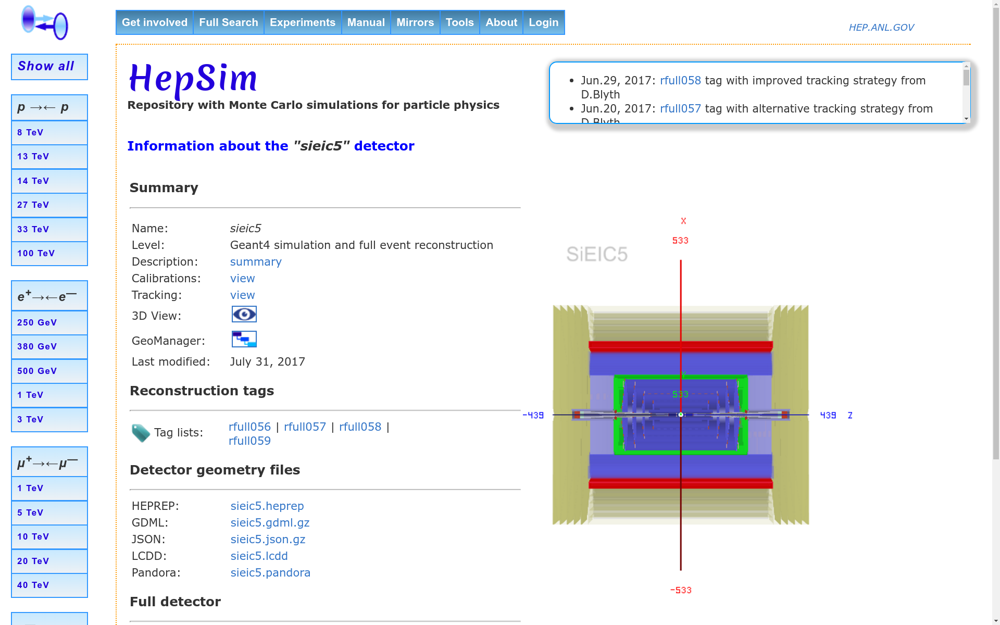 Get involved Full Search Experiments Manual Mirrors Tools About Login
HEP.ANL.GOV
Show all
p →← p
8 TeV
13 TeV
14 TeV
27 TeV
33 TeV
100 TeV
e+→←e—
250 GeV
380 GeV
500 GeV
1 TeV
3 TeV
μ+→←μ—
1 TeV
5 TeV
10 TeV
20 TeV
40 TeV
HepSim
Repository with Monte Carlo simulations for particle physics
• Jun.29, 2017: rfull058 tag with improved tracking strategy from
D.Blyth
• Jun.20, 2017: rfull057 tag with alternative tracking strategy from
D.Blyth
Information about the "sieic5" detector
Summary
Name: sieic5
Level: Geant4 simulation and full event reconstruction
Description: summary
Calibrations: view
Tracking: view
3D View:
GeoManager:
Last modified: July 31, 2017
Reconstruction tags
Tag lists: rfull056 | rfull057 | rfull058 |
rfull059
Detector geometry files
HEPREP: sieic5.heprep
GDML: sieic5.gdml.gz
JSON: sieic5.json.gz
LCDD: sieic5.lcdd
Pandora: sieic5.pandora
Full detector
X
533
SiEIC5
Y
533
-439
439 Z
-533